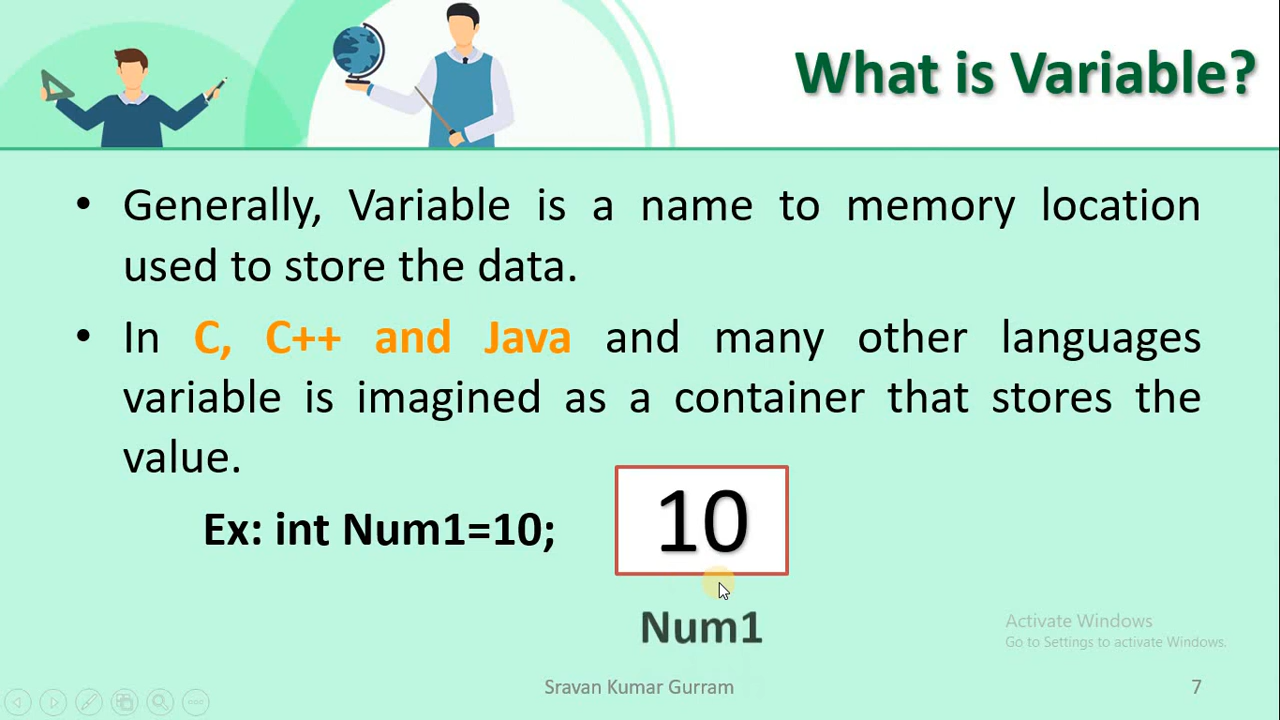 What is Variable?
• Generally, Variable is a name to memory location
used to store the data.
• In C, C++ and Java and many other languages
variable is imagined as a container that stores the
value.
Ex: int Num1=10;
10
Num1
Activate Windows
Go to Settings to activate Windows.
Sravan Kumar Gurram
7